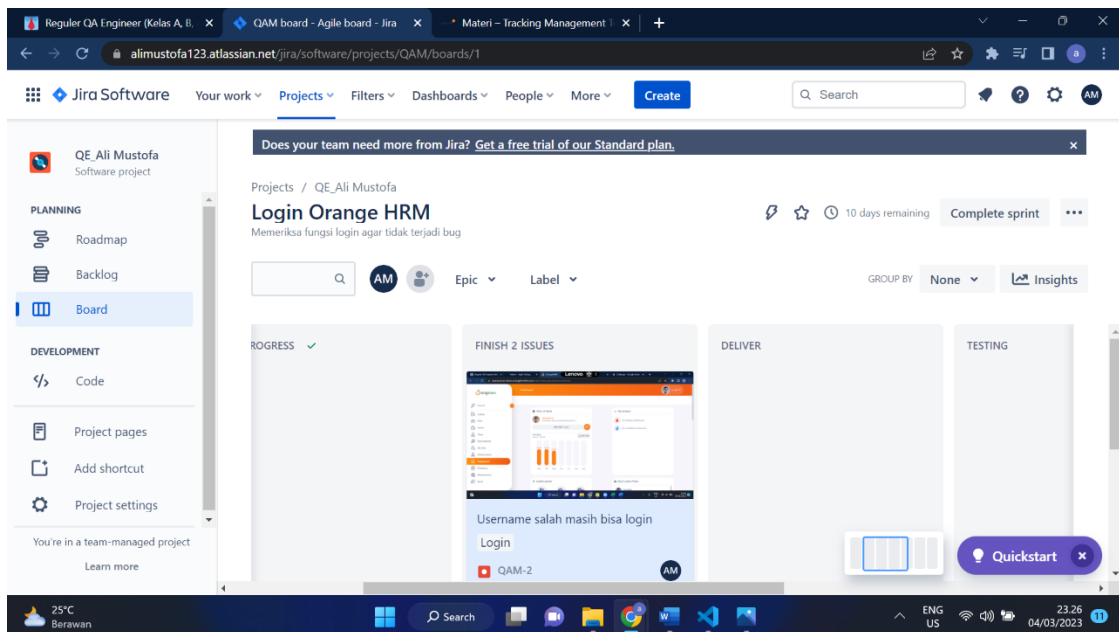 Reguler QA Engineer (Kelas A, B,
QAM board - Agile board - Jira
Materi – Tracking Management T
alimustofa123.atlassian.net/jira/software/projects/QAM/boards/1
Jira Software
Your work
Projects
Filters
Dashboards
People
More
Create
Search
AM
Does your team need more from Jira? Get a free trial of our Standard plan.
QE_Ali Mustofa
Software project
PLANNING
Roadmap
Backlog
Board
DEVELOPMENT
Code
Project pages
Add shortcut
Project settings
You're in a team-managed project
Learn more
Projects / QE_Ali Mustofa
Login Orange HRM
Memeriksa fungsi login agar tidak terjadi bug
10 days remaining
Complete sprint
AM
Epic
Label
GROUP BY
None
Insights
ROGRESS
FINISH 2 ISSUES
DELIVER
TESTING
Username salah masih bisa login
Login
QAM-2
AM
Quickstart
25°C
Berawan
Search
ENG
US
23.26
04/03/2023
11